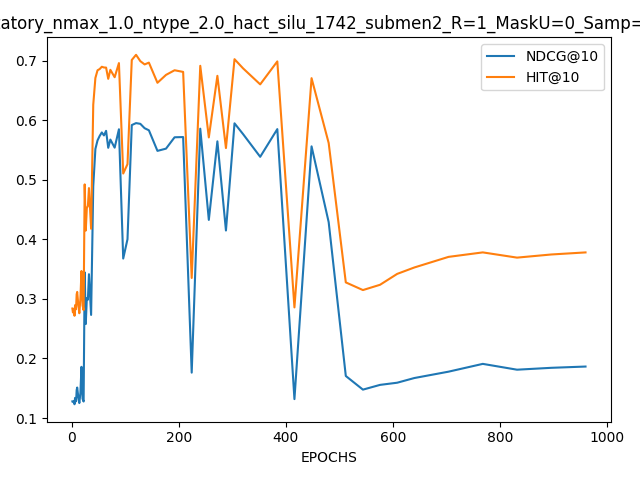 atory_nmax_1.0_ntype_2.0_hact_silu_1742_submen2_R=1_MaskU=0_Samp=
NDCG@10
HIT@10
0.7
0.6
0.5
0.4
0.3
0.2
0.1
0 200 400 600 800 1000
EPOCHS